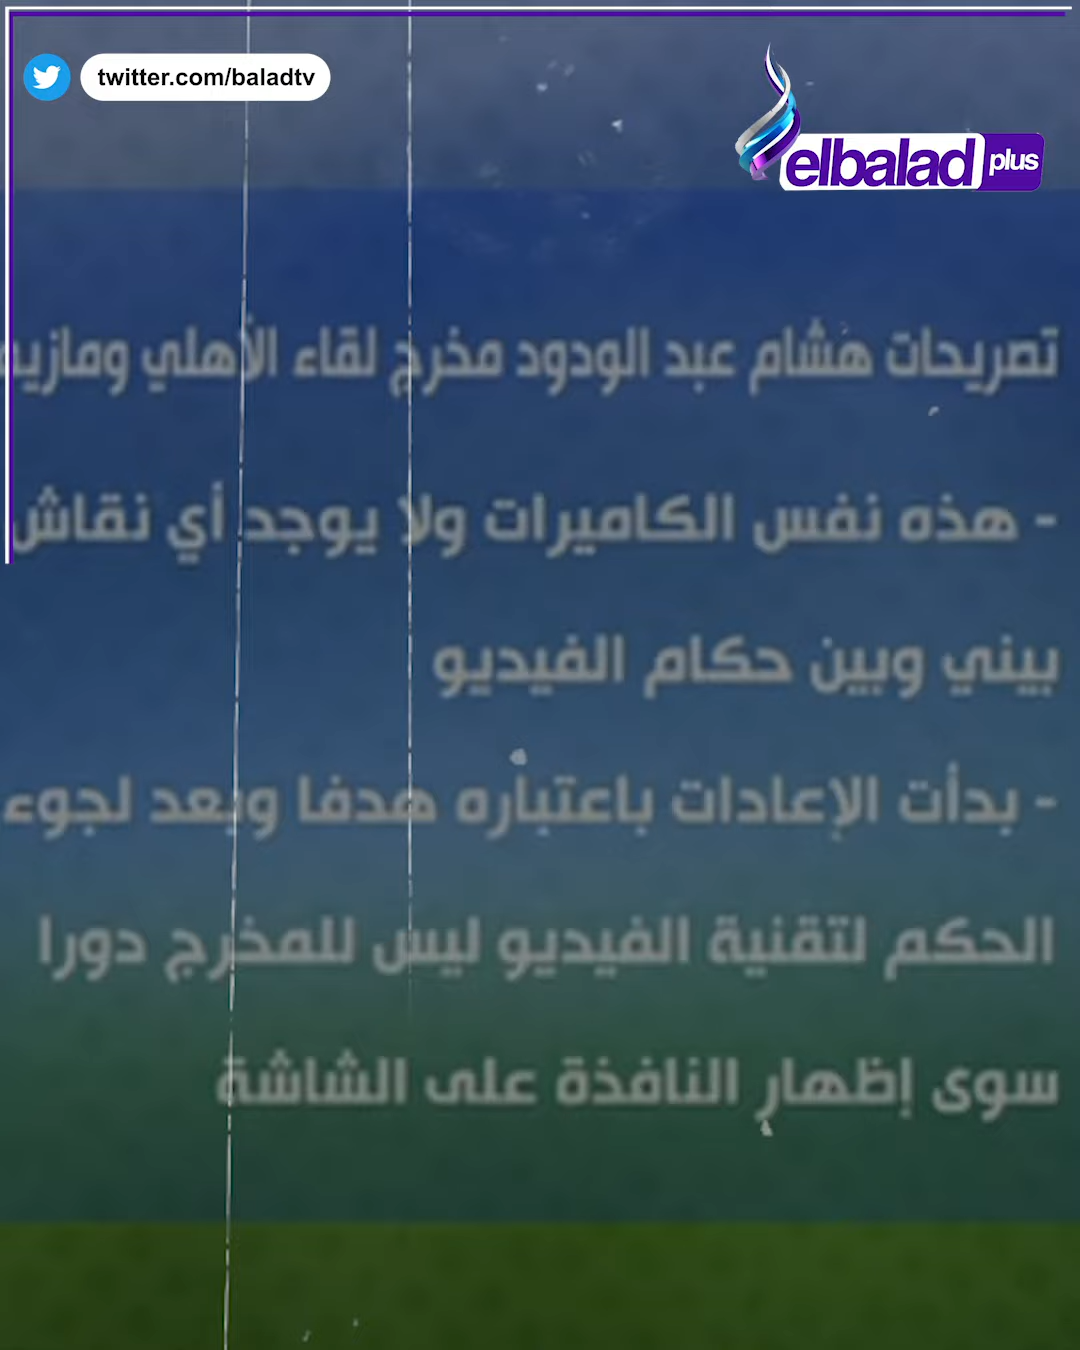 twitter.com/baladtv
elbalad plus
تصريحات هشام عبد الودود مخرج لقاء الأهلي
- هذه نفس الكاميرات ولا يوجد أي نقاش
بيني وبين حكام الفيديو
- بدأت الإعادات باعتباره هدفا وبعد لجوء
الحكم لتقنية الفيديو ليس للمخرج دورا
سوى إظهار النافذة على الشاشة